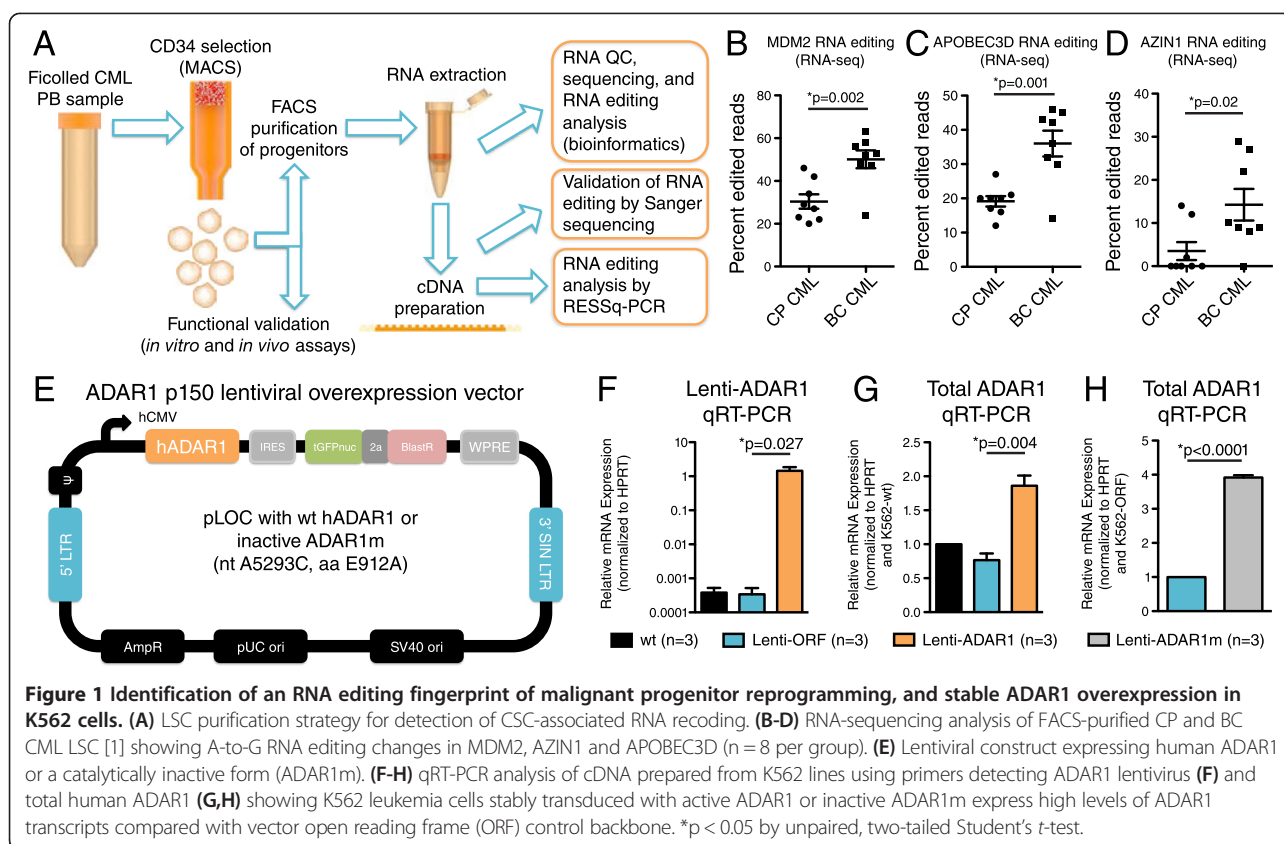 A
Ficolled CML
PB sample
CD34 selection
(MACS)
FACS
purification
of progenitors
Functional validation
(in vitro and in vivo assays)
RNA extraction
cDNA
preparation
RNA QC,
sequencing, and
RNA editing
analysis
(bioinformatics)
Validation of RNA
editing by Sanger
sequencing
RNA editing
analysis by
RESSq-PCR
B
MDM2 RNA editing
(RNA-seq)
*p=0.002
Percent edited reads
80
60
40
20
0
CP CML
BC CML
C
APOBEC3D RNA editing
(RNA-seq)
*p=0.001
Percent edited reads
50
40
30
20
10
0
CP CML
BC CML
D
AZIN1 RNA editing
(RNA-seq)
*p=0.02
Percent edited reads
40
30
20
10
0
CP CML
BC CML
E
ADAR1 p150 lentiviral overexpression vector
hCMV
hADAR1
IRES
tGFPnuc
2a
BlastR
WPRE
ψ
5' LTR
3' SIN LTR
pLOC with wt hADAR1 or
inactive ADAR1m
(nt A5293C, aa E912A)
AmpR
pUC ori
SV40 ori
F
Lenti-ADAR1
qRT-PCR
*p=0.027
Relative mRNA Expression
(normalized to HPRT)
10
1
0.1
0.01
0.001
0.0001
G
Total ADAR1
qRT-PCR
*p=0.004
Relative mRNA Expression
(normalized to HPRT
and K562-wt)
2.5
2.0
1.5
1.0
0.5
0.0
H
Total ADAR1
qRT-PCR
*p<0.0001
Relative mRNA Expression
(normalized to HPRT
and K562-ORF)
5
4
3
2
1
0
wt (n=3)
Lenti-ORF (n=3)
Lenti-ADAR1 (n=3)
Lenti-ADAR1m (n=3)
Figure 1 Identification of an RNA editing fingerprint of malignant progenitor reprogramming, and stable ADAR1 overexpression in
K562 cells. (A) LSC purification strategy for detection of CSC-associated RNA recoding. (B-D) RNA-sequencing analysis of FACS-purified CP and BC
CML LSC [1] showing A-to-G RNA editing changes in MDM2, AZIN1 and APOBEC3D (n = 8 per group). (E) Lentiviral construct expressing human ADAR1
or a catalytically inactive form (ADAR1m). (F-H) qRT-PCR analysis of cDNA prepared from K562 lines using primers detecting ADAR1 lentivirus (F) and
total human ADAR1 (G,H) showing K562 leukemia cells stably transduced with active ADAR1 or inactive ADAR1m express high levels of ADAR1
transcripts compared with vector open reading frame (ORF) control backbone. *p < 0.05 by unpaired, two-tailed Student's t-test.